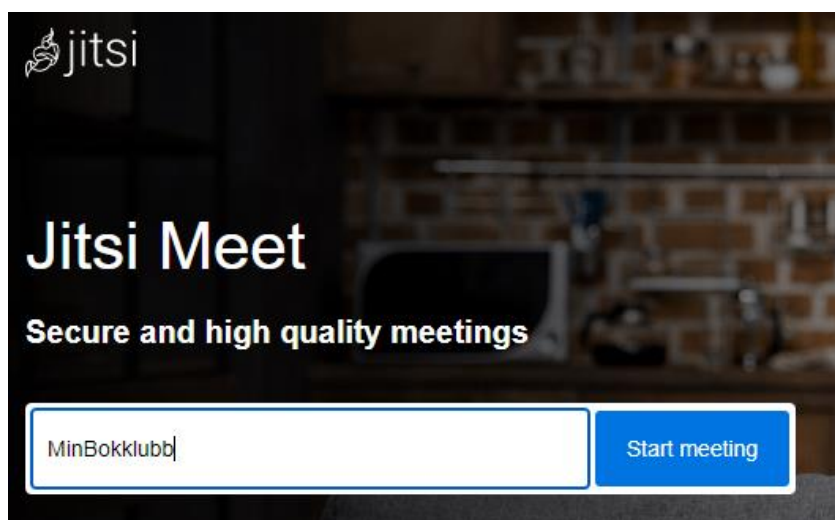 jitsi
Jitsi Meet
Secure and high quality meetings
MinBokklubb
Start meeting